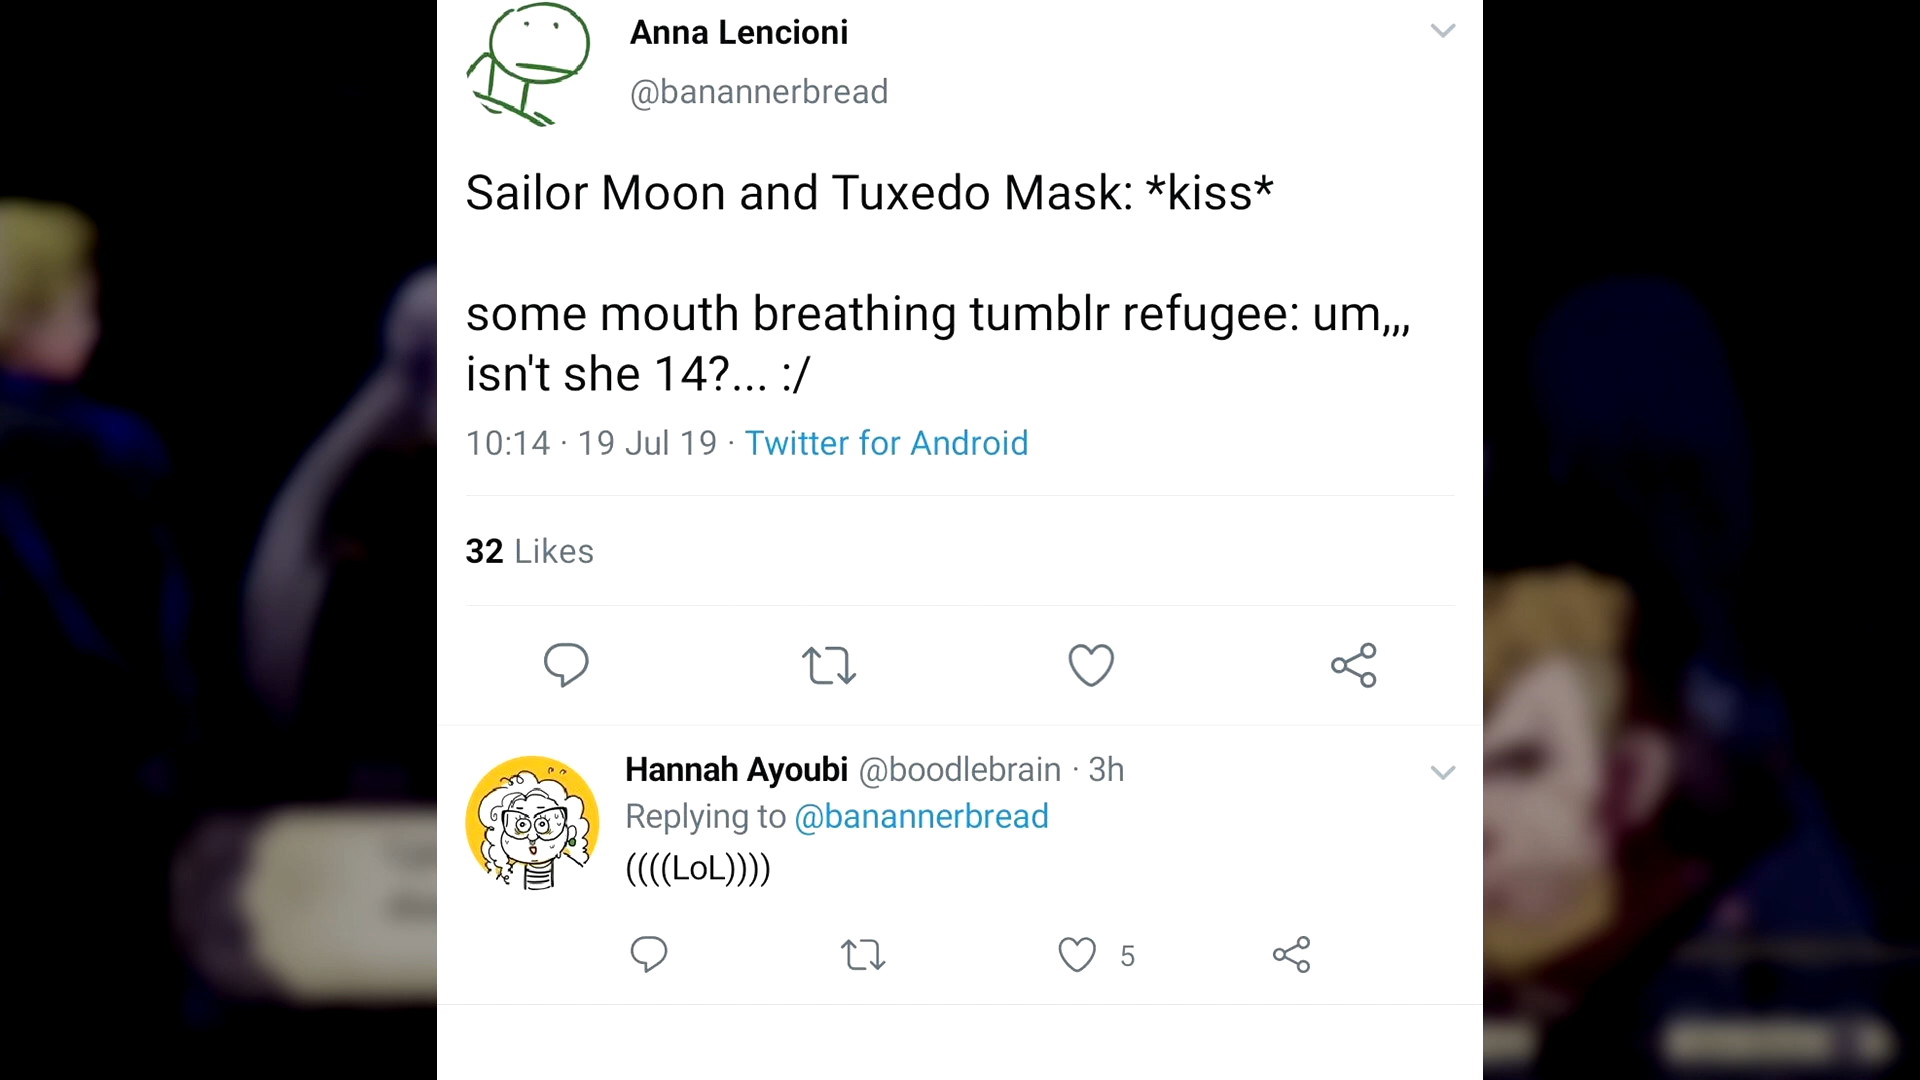 Anna Lencioni
@banannerbread
Sailor Moon and Tuxedo Mask: *kiss*
some mouth breathing tumblr refugee: um,,,
isn't she 14?... :/
10:14 · 19 Jul 19 · Twitter for Android
32 Likes
Hannah Ayoubi @boodlebrain · 3h
Replying to @banannerbread
((((LoL))))
5